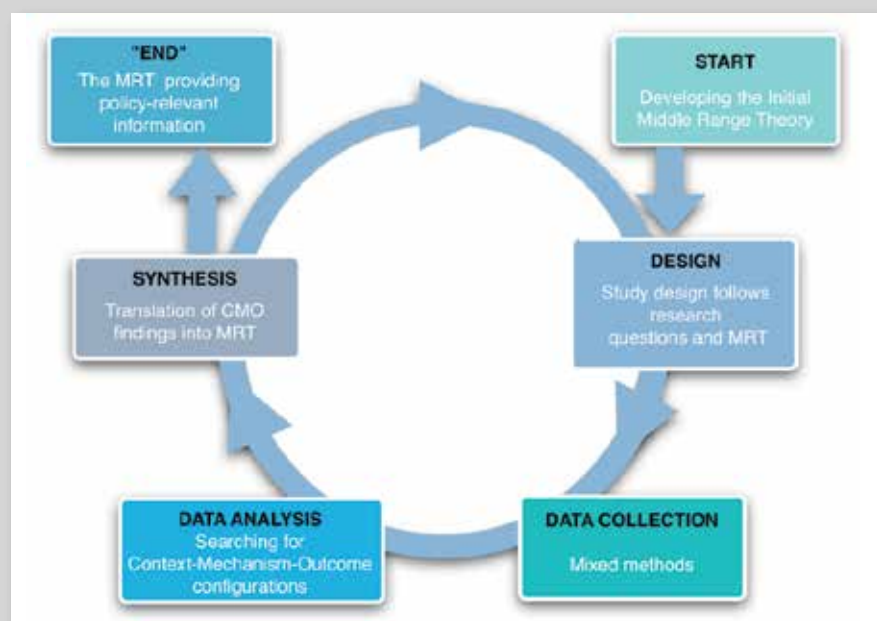 "END"
The MRT providing
policy-relevant
information
START
Developing the Initial
Middle Range Theory
SYNTHESIS
Translation of CMO
findings into MRT
DESIGN
Study design follows
research
questions and MRT
DATA ANALYSIS
Searching for
Context-Mechanism-Outcome
configurations
DATA COLLECTION
Mixed methods